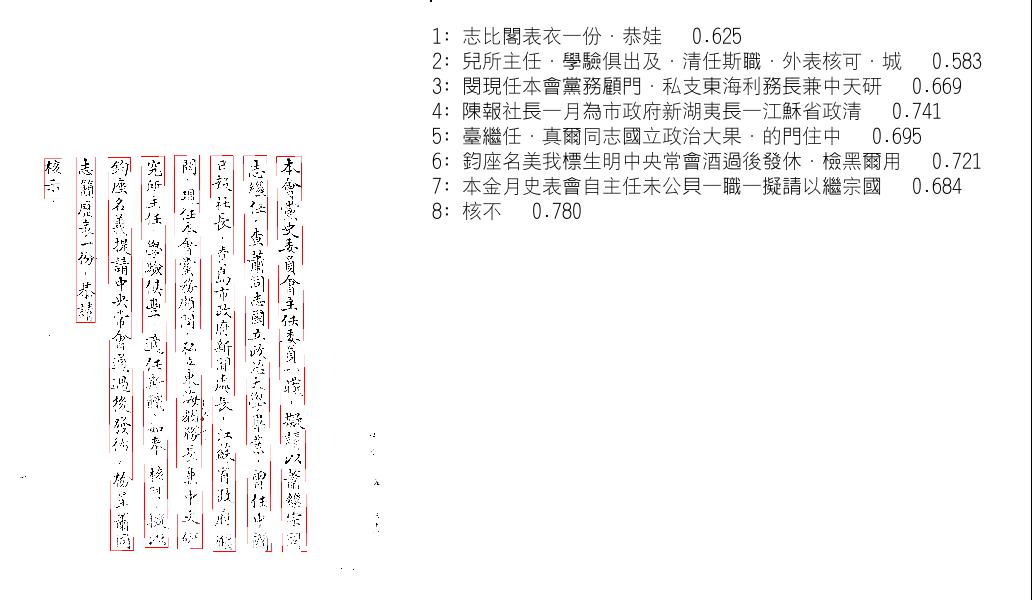 本會黨史委員會主任委員一職，擬請以蕭繼宗同
志繼任，查蕭同志國立政治大學畢業，曾任中國
日報社長，青島市政府新聞處長，江蘇省政府
問，現任本會黨務顧問，私立東海教務長兼中央研
究所主任，學驗俱豐，適任新職，如奉核可，擬以
鈞座名義提請中央常會通過後發佈，檢呈蕭同
志簡歷表一份，恭請
核示。
1: 志比閣表衣一份．恭娃 0.625
2: 兒所主任．學驗俱出及．清任斯職．外表核可．城 0.583
3: 閔現任本會黨務顧門．私支東海利務長兼中天研 0.669
4: 陳報社長一月為市政府新湖夷長一江穌省政清 0.741
5: 臺繼任．真爾同志國立政治大果．的門住中 0.695
6: 鈞座名美我標生明中央常會酒過後發休．檢黑爾用 0.721
7: 本金月史表會自主任未公貝一職一擬請以繼宗國 0.684
8: 核不 0.780